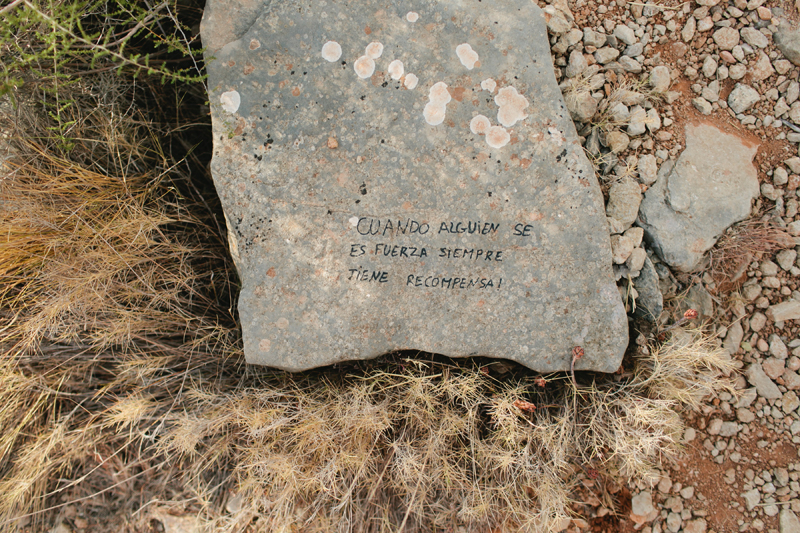 CUANDO ALGUIEN SE
ES FUERZA SIEMPRE
TIENE RECOMPENSA!